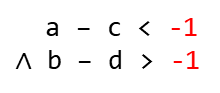 a – c < -1
∧ b – d > -1